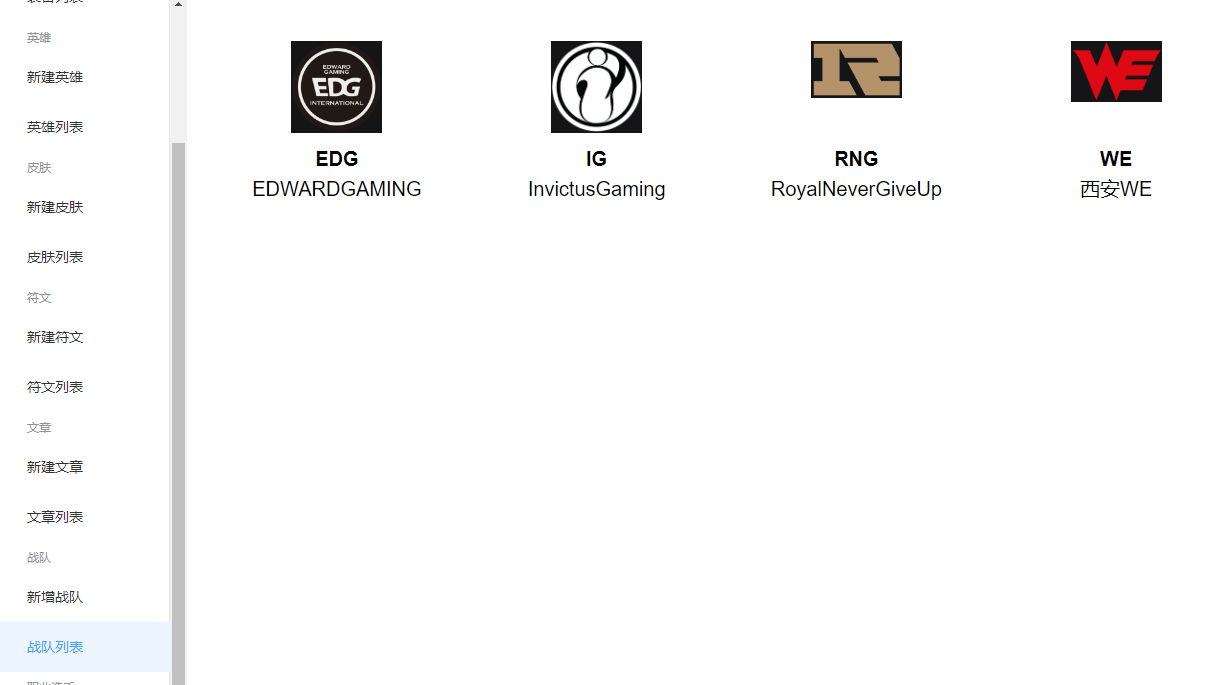 英雄
新建英雄
英雄列表
皮肤
新建皮肤
皮肤列表
符文
新建符文
符文列表
文章
新建文章
文章列表
战队
新增战队
战队列表
EDWARD
GAMING
EDG
INTERNATIONAL
WE
EDG
IG
RNG
WE
EDWARDGAMING
InvictusGaming
RoyalNeverGiveUp
西安WE